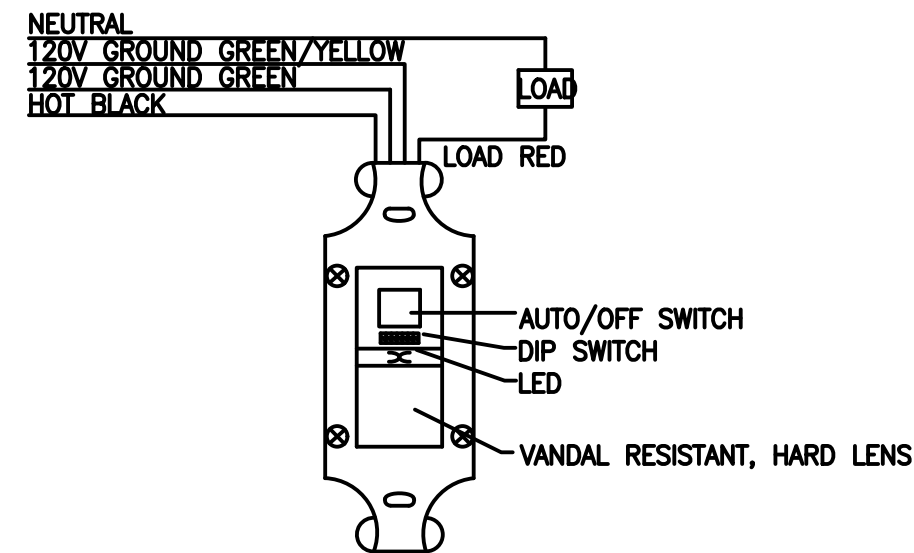 NEUTRAL
120V GROUND GREEN/YELLOW
120V GROUND GREEN
HOT BLACK
LOAD
LOAD RED
AUTO/OFF SWITCH
DIP SWITCH
LED
VANDAL RESISTANT, HARD LENS